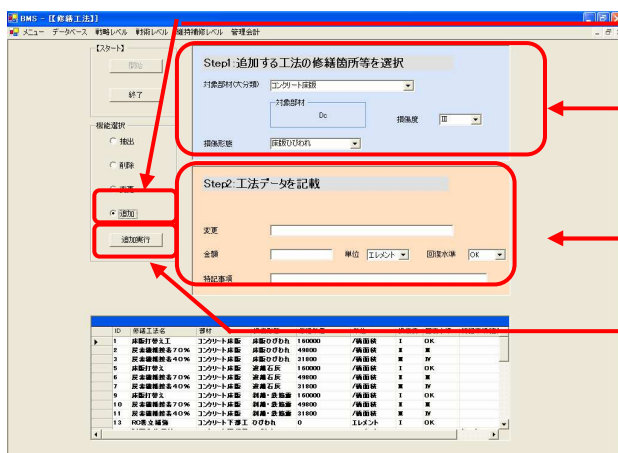 BMS - [[修繕工法]]
メニュー データベース 戦略レベル 戦術レベル 維持補修レベル 管理会計
【スタート】
開始
終了
機能選択
抽出
削除
変更
追加
追加実行
Step1:追加する工法の修繕箇所等を選択
対象部材(大分類) コンクリート床版
対象部材
Dc
損傷度 Ⅲ
損傷形態 床版ひびわれ
Step2:工法データを記載
変更
金額 単位 エレメント 回復水準 OK
特記事項
ID 修繕工法名 部材
1 床版打替え工 コンクリート床版 床版ひびわれ 160000 /橋面積 Ⅰ OK
2 炭素繊維接着70% コンクリート床版 床版ひびわれ 49800 /橋面積 Ⅱ Ⅲ
3 炭素繊維接着40% コンクリート床版 床版ひびわれ 31800 /橋面積 Ⅲ Ⅳ
5 床版打替え コンクリート床版 遊離石灰 160000 /橋面積 Ⅰ OK
6 炭素繊維接着70% コンクリート床版 遊離石灰 49800 /橋面積 Ⅱ Ⅲ
7 炭素繊維接着40% コンクリート床版 遊離石灰 31800 /橋面積 Ⅲ Ⅳ
9 床版打替え コンクリート床版 剥離・鉄筋露 160000 /橋面積 Ⅰ OK
10 炭素繊維接着70% コンクリート床版 剥離・鉄筋露 49800 /橋面積 Ⅱ Ⅲ
11 炭素繊維接着40% コンクリート床版 剥離・鉄筋露 31800 /橋面積 Ⅲ Ⅳ
13 RC巻立補強 コンクリート下部工 ひびわれ 0 エレメント Ⅰ OK